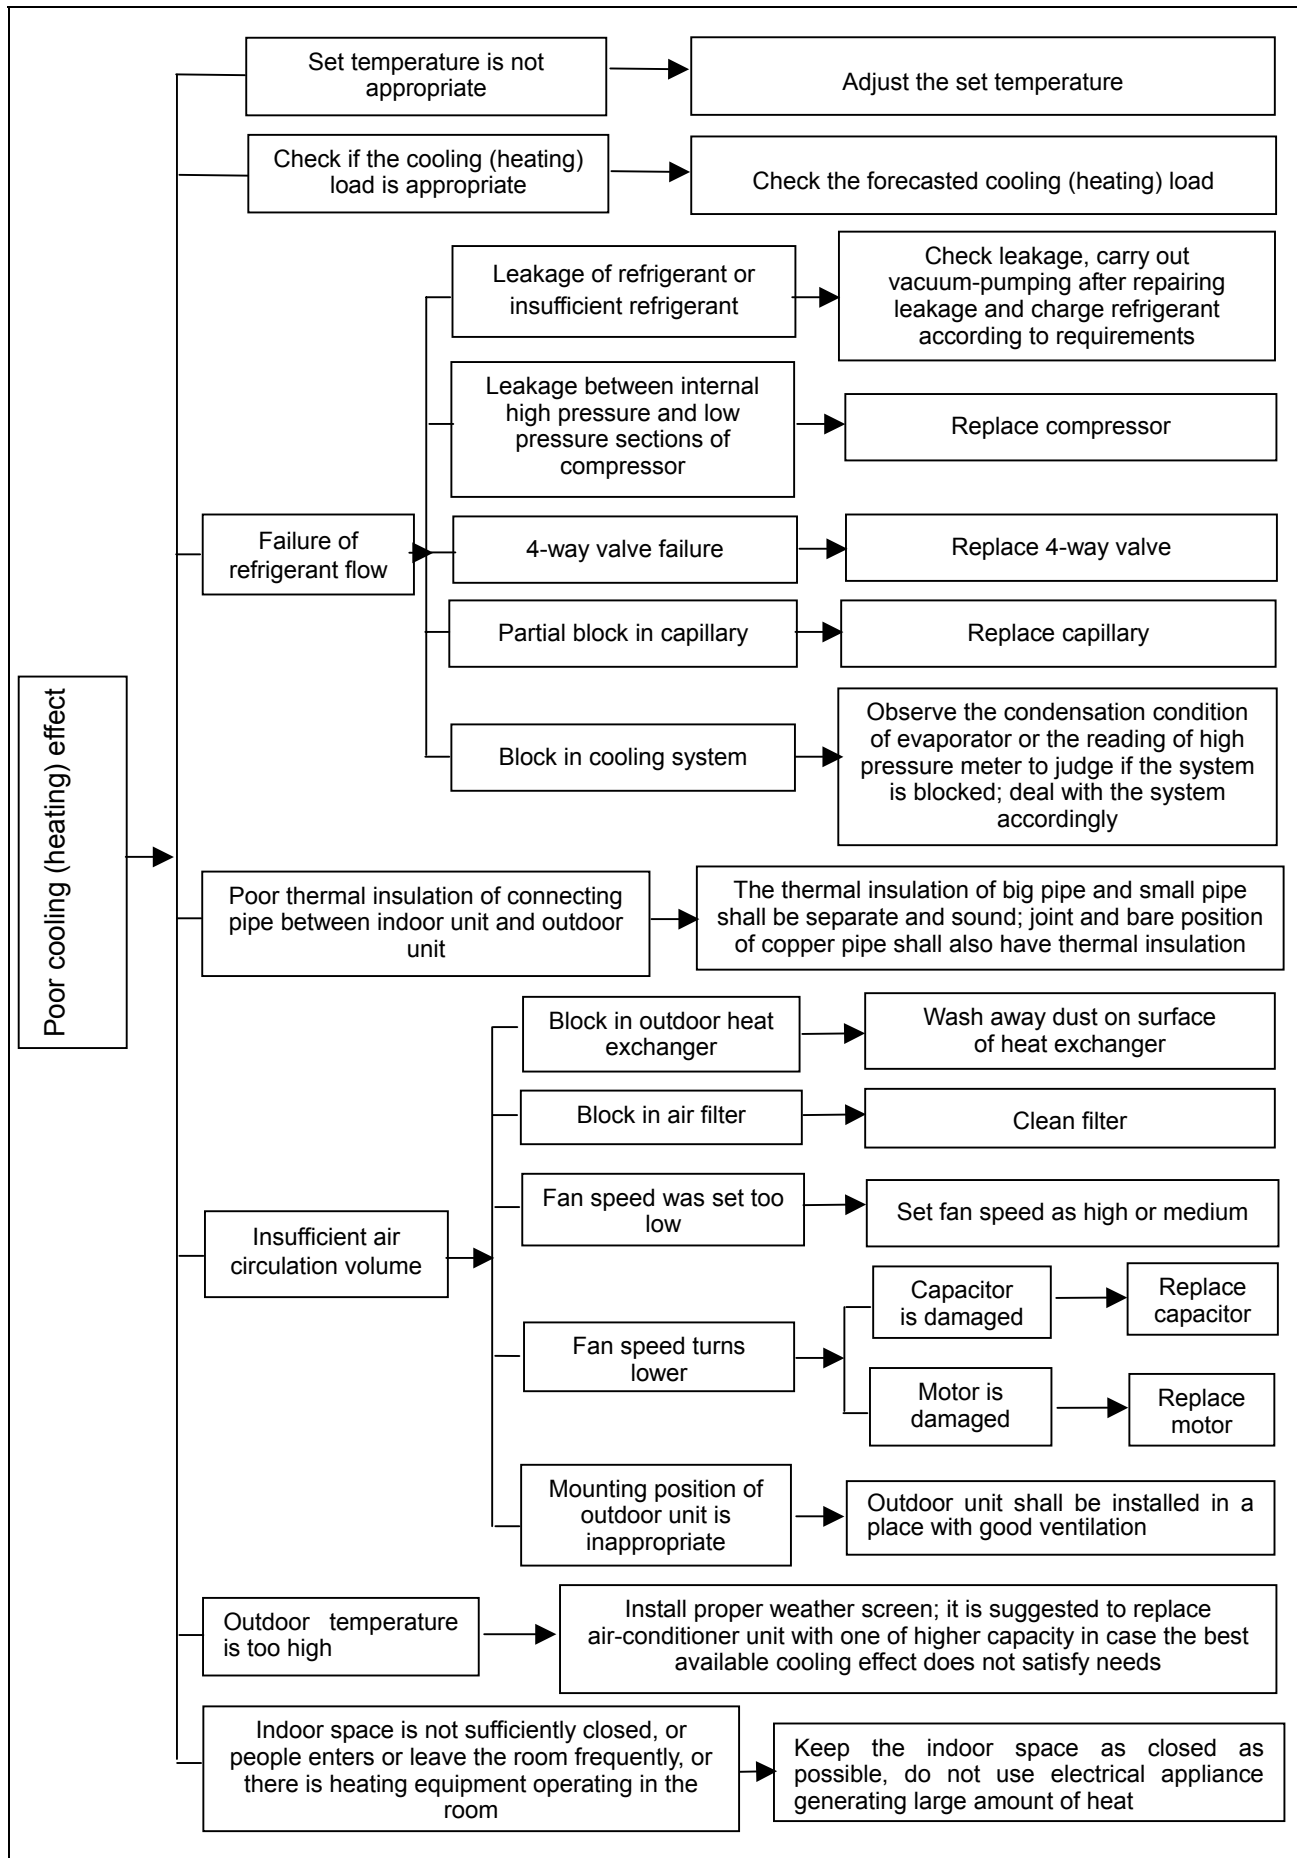 Set temperature is not
appropriate
Adjust the set temperature
Check if the cooling (heating)
load is appropriate
Check the forecasted cooling (heating) load
Leakage of refrigerant or
insufficient refrigerant
Check leakage, carry out
vacuum-pumping after repairing
leakage and charge refrigerant
according to requirements
Leakage between internal
high pressure and low
pressure sections of
compressor
Replace compressor
Failure of
refrigerant flow
4-way valve failure
Replace 4-way valve
Partial block in capillary
Replace capillary
Block in cooling system
Observe the condensation condition
of evaporator or the reading of high
pressure meter to judge if the system
is blocked; deal with the system
accordingly
Poor cooling (heating) effect
Poor thermal insulation of connecting
pipe between indoor unit and outdoor
unit
The thermal insulation of big pipe and small pipe
shall be separate and sound; joint and bare position
of copper pipe shall also have thermal insulation
Block in outdoor heat
exchanger
Wash away dust on surface
of heat exchanger
Block in air filter
Clean filter
Fan speed was set too
low
Set fan speed as high or medium
Insufficient air
circulation volume
Fan speed turns
lower
Capacitor
is damaged
Replace
capacitor
Motor is
damaged
Replace
motor
Mounting position of
outdoor unit is
inappropriate
Outdoor unit shall be installed in a
place with good ventilation
Outdoor temperature
is too high
Install proper weather screen; it is suggested to replace
air-conditioner unit with one of higher capacity in case the best
available cooling effect does not satisfy needs
Indoor space is not sufficiently closed, or
people enters or leave the room frequently, or
there is heating equipment operating in the
room
Keep the indoor space as closed as
possible, do not use electrical appliance
generating large amount of heat